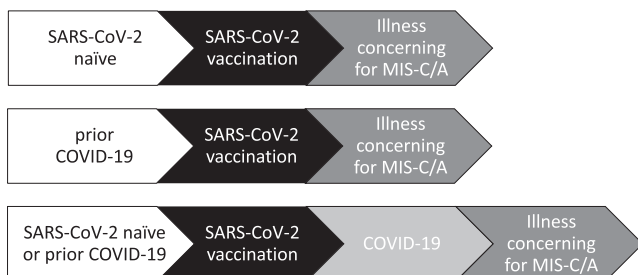 SARS-CoV-2
naïve
SARS-CoV-2
vaccination
Illness
concerning
for MIS-C/A
prior
COVID-19
SARS-CoV-2
vaccination
Illness
concerning
for MIS-C/A
SARS-CoV-2 naïve
or prior COVID-19
SARS-CoV-2
vaccination
COVID-19
Illness
concerning
for MIS-C/A